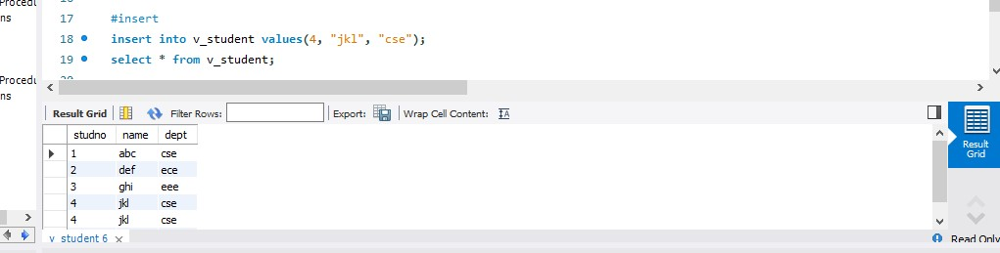 Procedu
ns
17 #insert
18 insert into v_student values(4, "jkl", "cse");
19 select * from v_student;
Procedu
ns
Result Grid Filter Rows: Export: Wrap Cell Content: IA
studno name dept
1 abc cse
2 def ece
3 ghi eee
4 jkl cse
4 jkl cse
Result
Grid
v_student 6 x
Read Only